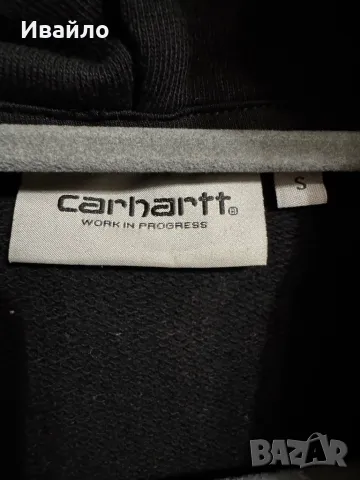 Ивайло
carhartt®
WORK IN PROGRESS
S
BAZAR